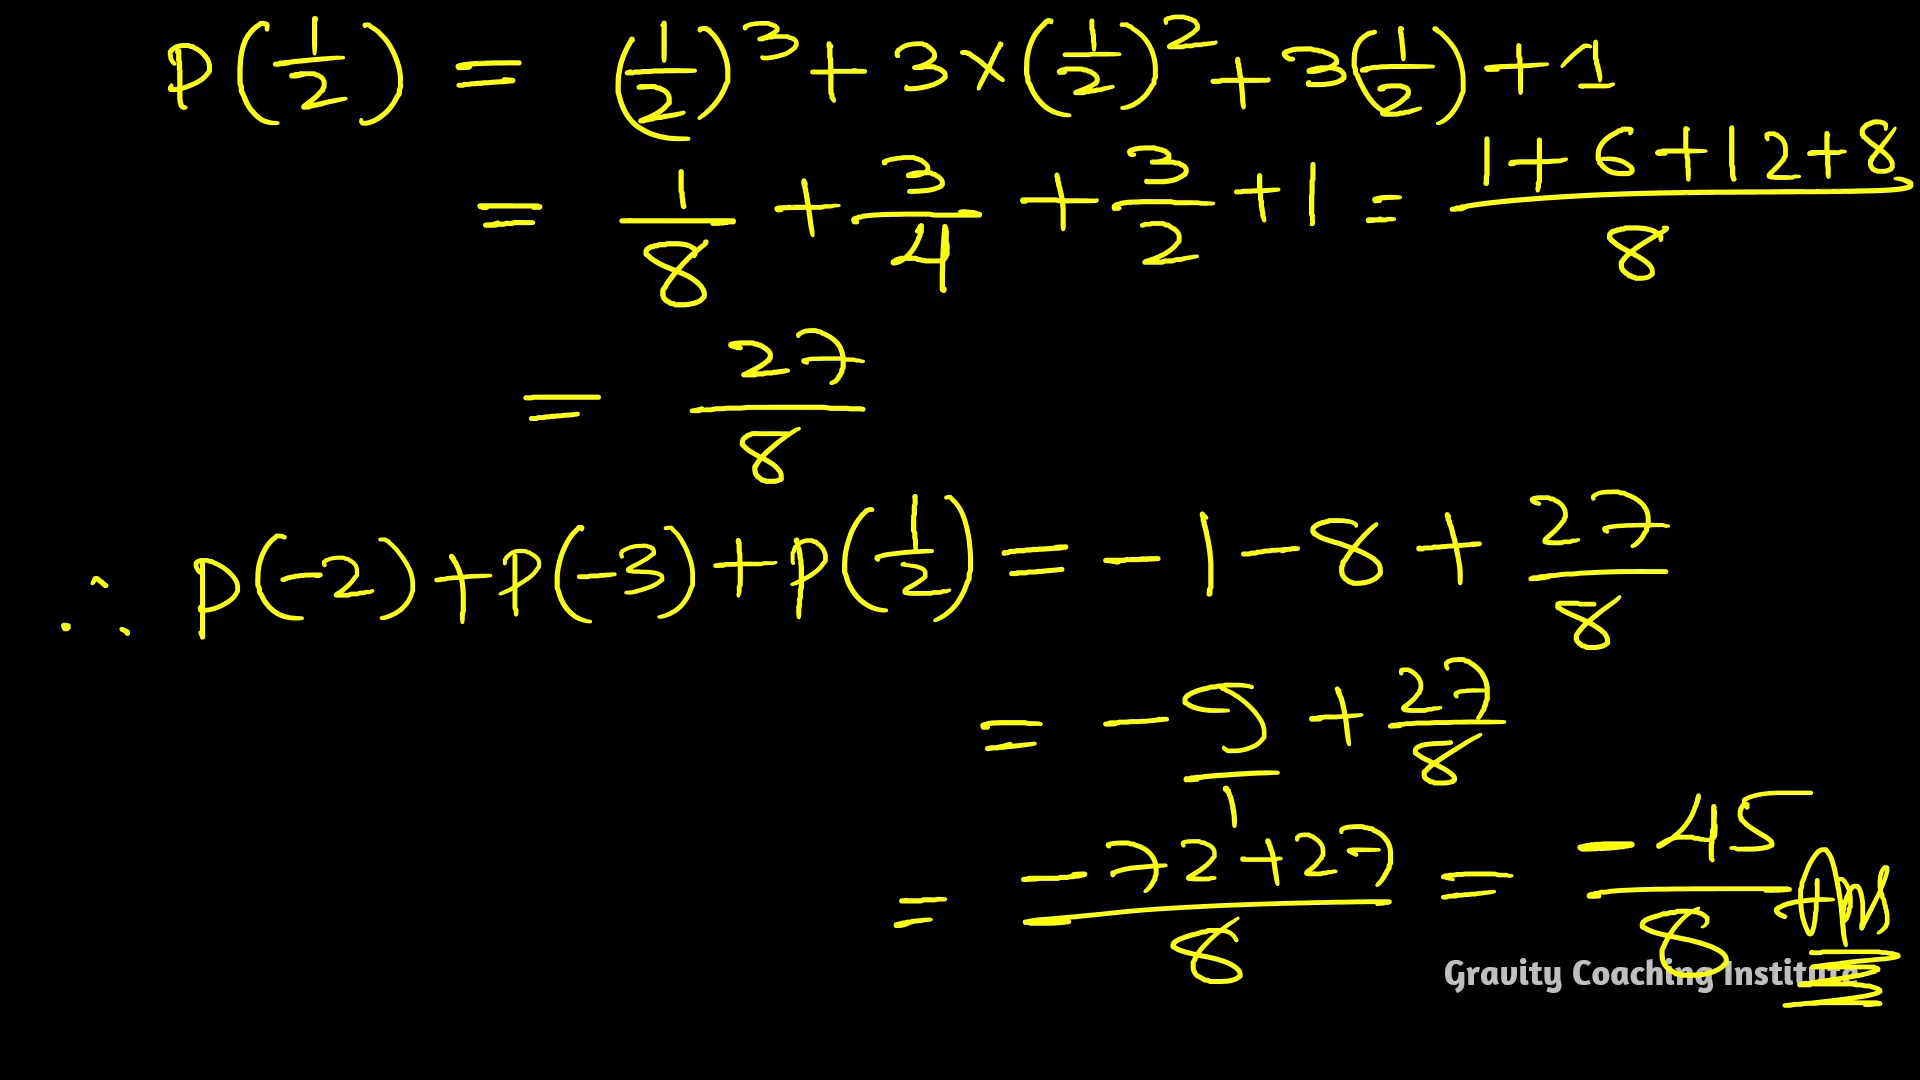 P(1/2) = (1/2)^3 + 3×(1/2)^2 + 3(1/2) + 1
= 1/8 + 3/4 + 3/2 + 1 = (1+6+12+8)/8
= 27/8
∴ P(-2)+P(-3)+P(1/2) = -1-8+27/8
= -9/1 + 27/8
= (-72+27)/8 = -45/8 Ans
Gravity Coaching Institute